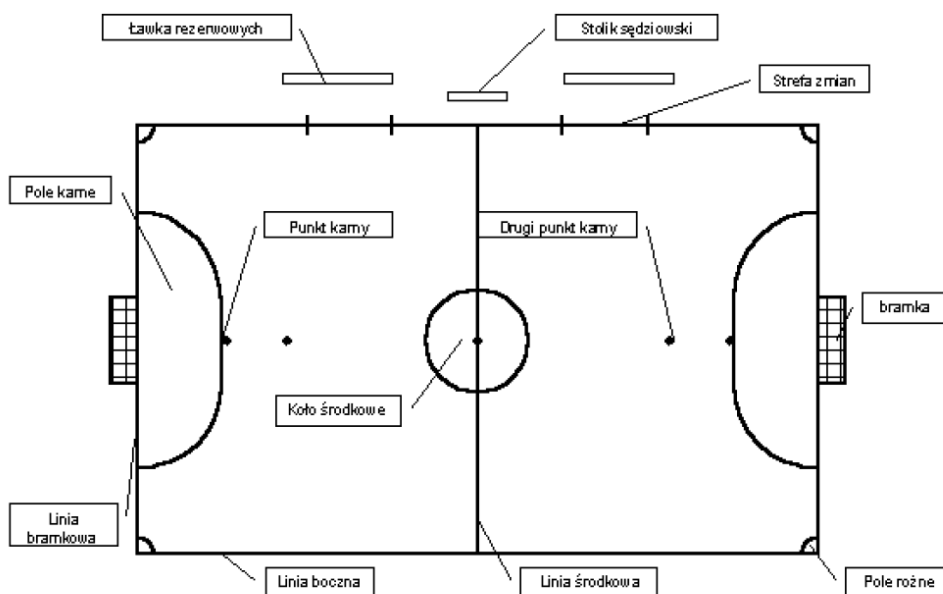 Ławka rezerwowych
Stolik sędziowski
Strefa zmian
Pole karne
Punkt karny
Drugi punkt karny
bramka
Koło środkowe
Linia
bramkowa
Linia boczna
Linia środkowa
Pole rożne